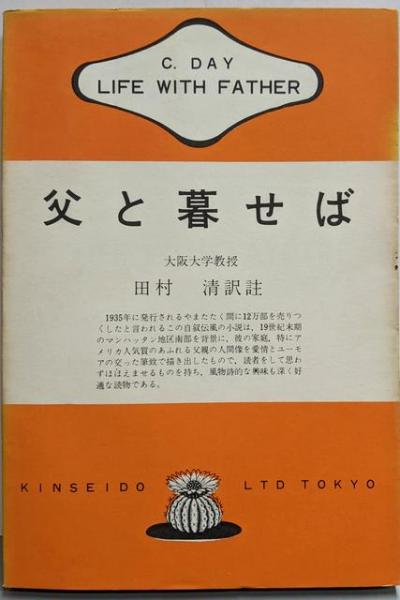 C. DAY
LIFE WITH FATHER
父と暮せば
大阪大学教授
田村 清訳註
1935年に発行されるやまたたく間に12万部を売りつ
くしたと言われるこの自叙伝風の小説は，19世紀末期
のマンハッタン地区南部を背景に，彼の家庭，特にア
メリカ人気質のあふれる父親の人間像を愛情とユーモ
アの交った筆致で描き出したもので，読者をして思わ
ずほほえませるものを持ち，風物詩的な興味も深く好
適な読物である。
KINSEIDO LTD TOKYO